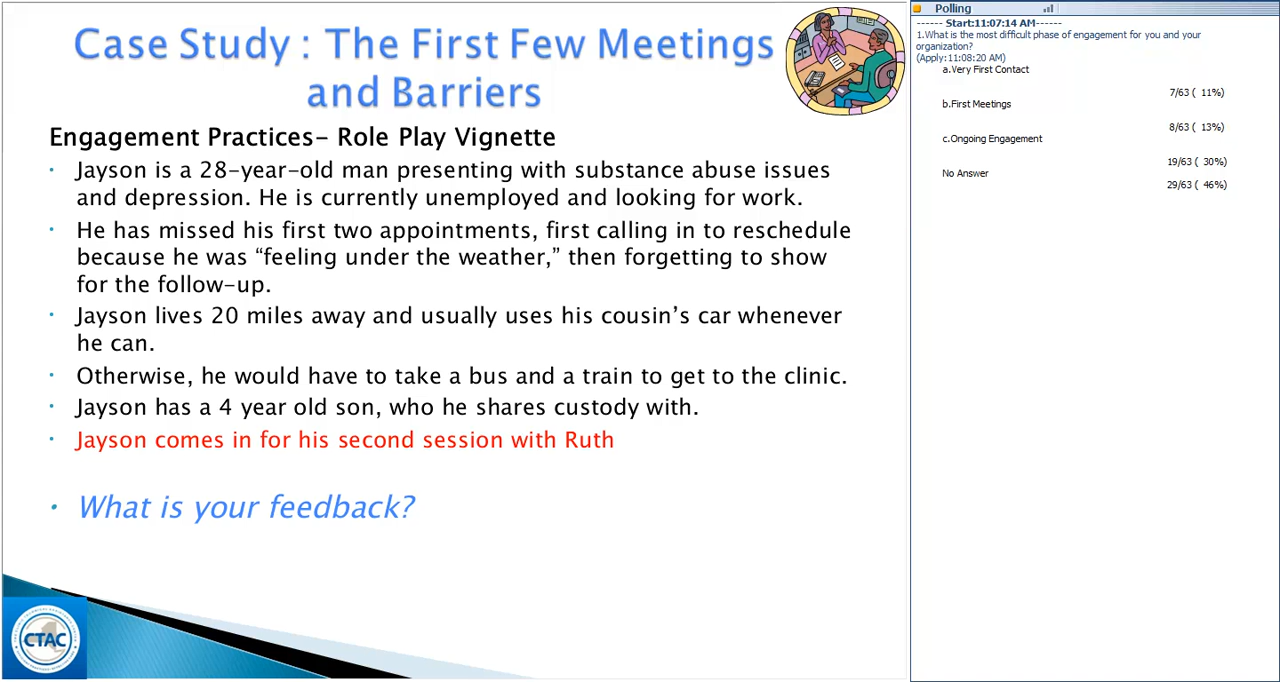 Case Study : The First Few Meetings
and Barriers
Engagement Practices- Role Play Vignette
• Jayson is a 28-year-old man presenting with substance abuse issues
and depression. He is currently unemployed and looking for work.
• He has missed his first two appointments, first calling in to reschedule
because he was “feeling under the weather,” then forgetting to show
for the follow-up.
• Jayson lives 20 miles away and usually uses his cousin’s car whenever
he can.
• Otherwise, he would have to take a bus and a train to get to the clinic.
• Jayson has a 4 year old son, who he shares custody with.
• Jayson comes in for his second session with Ruth
• What is your feedback?
CTAC
Polling
------ Start:11:07:14 AM------
1.What is the most difficult phase of engagement for you and your
organization?
(Apply:11:08:20 AM)
a.Very First Contact
7/63 ( 11%)
b.First Meetings
8/63 ( 13%)
c.Ongoing Engagement
19/63 ( 30%)
No Answer
29/63 ( 46%)